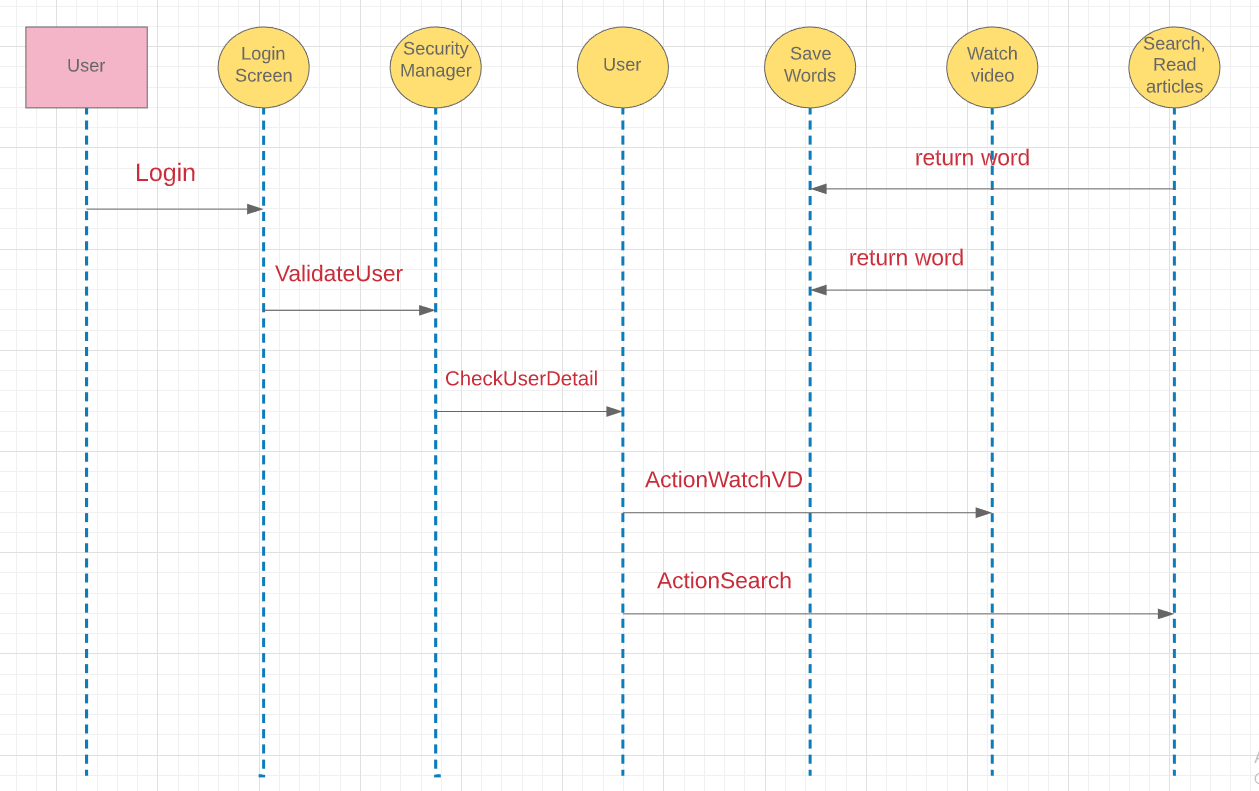 User
Login
Screen
Security
Manager
User
Save
Words
Watch
video
Search,
Read
articles
return word
Login
return word
ValidateUser
CheckUserDetail
ActionWatchVD
ActionSearch